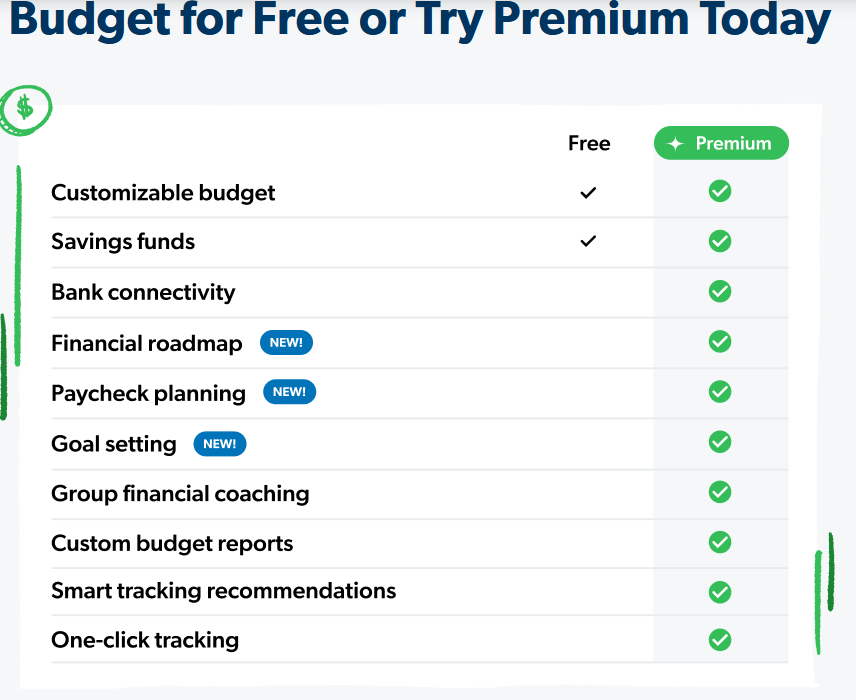 Budget for Free or Try Premium Today
$
Free Premium
Customizable budget
Savings funds
Bank connectivity
Financial roadmap NEW!
Paycheck planning NEW!
Goal setting NEW!
Group financial coaching
Custom budget reports
Smart tracking recommendations
One-click tracking